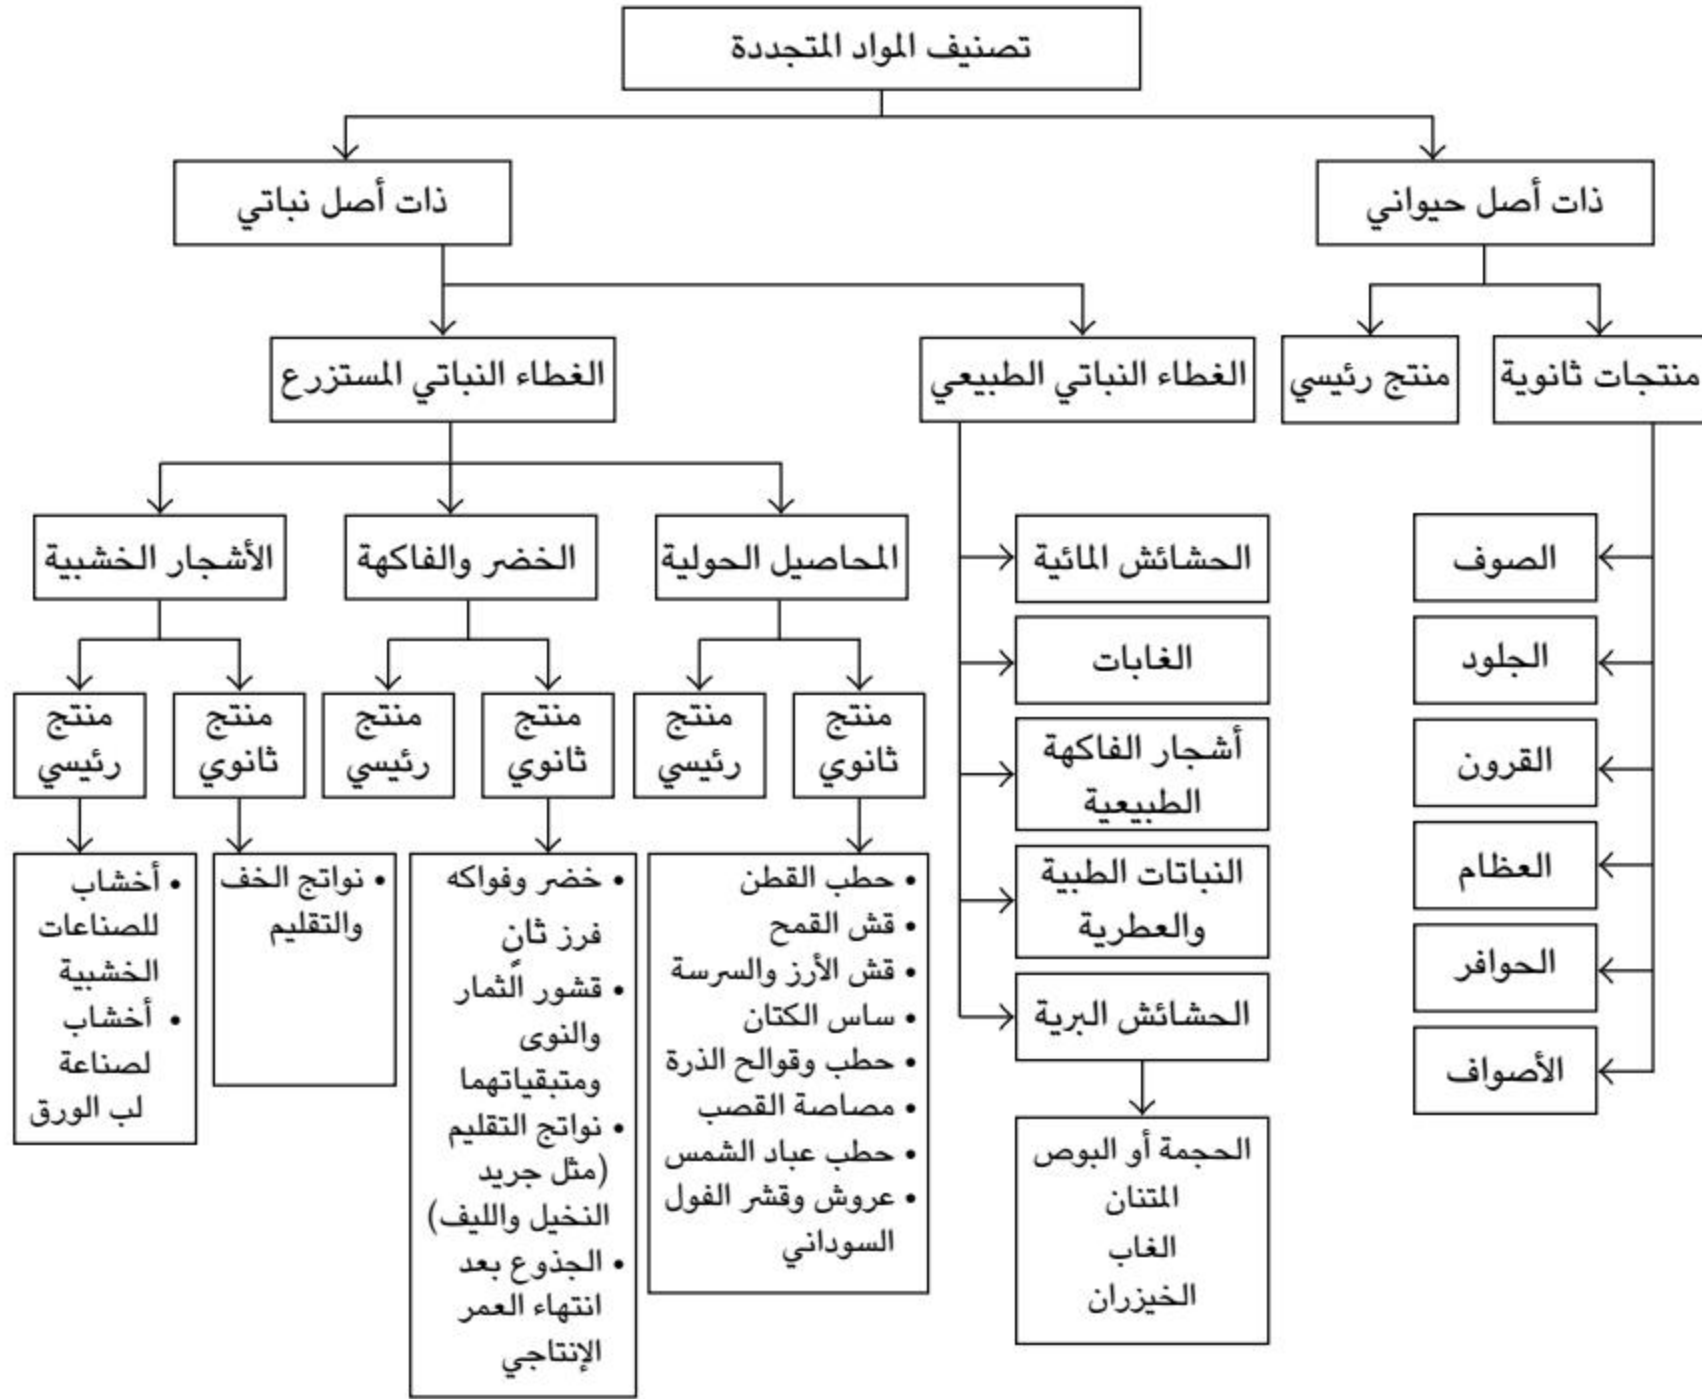 تصنيف المواد المتجددة
ذات أصل حيواني
ذات أصل نباتي
منتجات ثانوية
منتج رئيسي
الغطاء النباتي الطبيعي
الغطاء النباتي المستزرع
الصوف
الجلود
القرون
العظام
الحوافر
الأصواف
الحشائش المائية
الغابات
أشجار الفاكهة
الطبيعية
النباتات الطبية
والعطرية
الحشائش البرية
الحجمة أو البوص
المتنان
الغاب
الخيزران
المحاصيل الحولية
الخضر والفاكهة
الأشجار الخشبية
منتج
ثانوي
منتج
رئيسي
منتج
ثانوي
منتج
رئيسي
منتج
ثانوي
منتج
رئيسي
• حطب القطن
• قش القمح
• قش الأرز والسرسة
• ساس الكتان
• حطب وقوالح الذرة
• مصاصة القصب
• حطب عباد الشمس
• عروش وقشر الفول
السوداني
• خضر وفواكه
فرز ثانٍ
• قشور الثمار
والنوى
ومتبقياتهما
• نواتج التقليم
(مثل جريد
النخيل والليف)
• الجذوع بعد
انتهاء العمر
الإنتاجي
• نواتج الخف
والتقليم
• أخشاب
للصناعات
الخشبية
• أخشاب
لصناعة
لب الورق